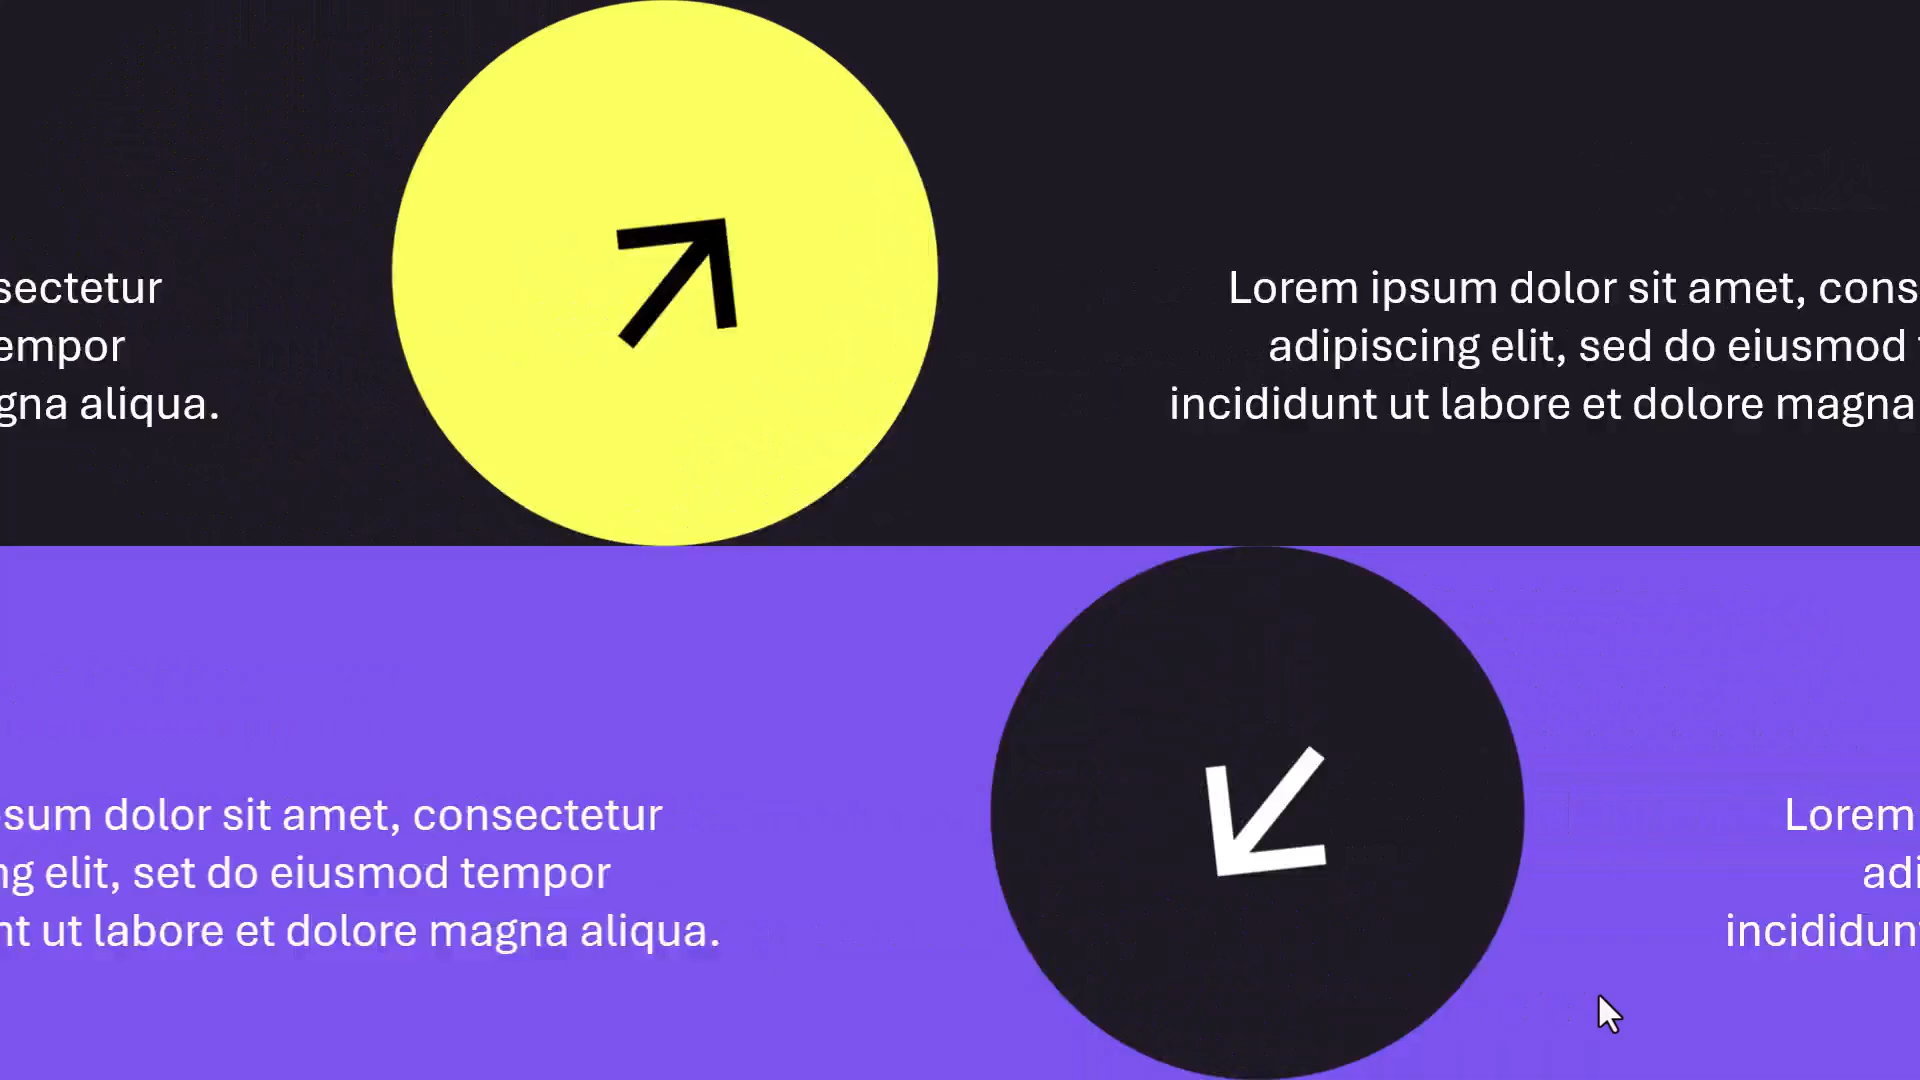 sectetur
empor
gna aliqua.
Lorem ipsum dolor sit amet, cons
adipiscing elit, sed do eiusmod
incididunt ut labore et dolore magna
sum dolor sit amet, consectetur
ng elit, set do eiusmod tempor
nt ut labore et dolore magna aliqua.
Lorem
adi
incididunt